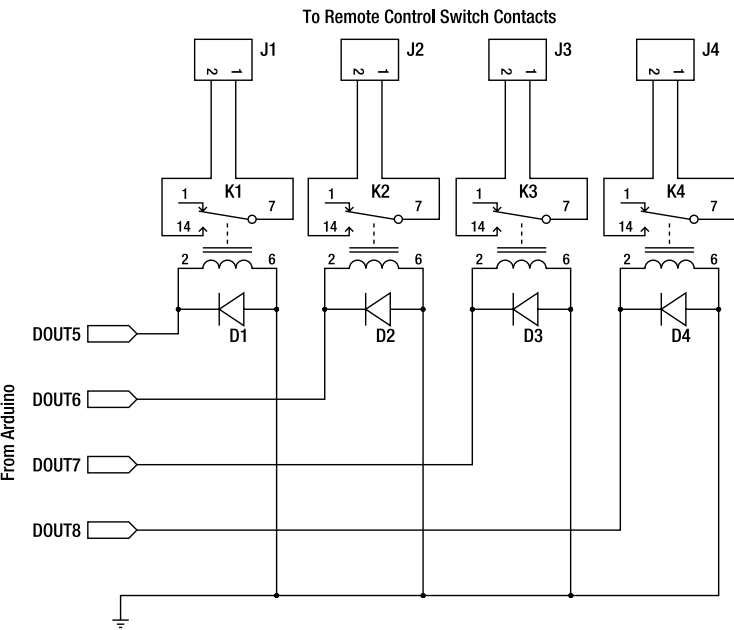 To Remote Control Switch Contacts
J1
J2
J3
J4
2 1
2 1
2 1
2 1
1 K1 7
14
1 K2 7
14
1 K3 7
14
1 K4 7
14
2 6
2 6
2 6
2 6
D1
D2
D3
D4
DOUT5
DOUT6
DOUT7
DOUT8
From Arduino